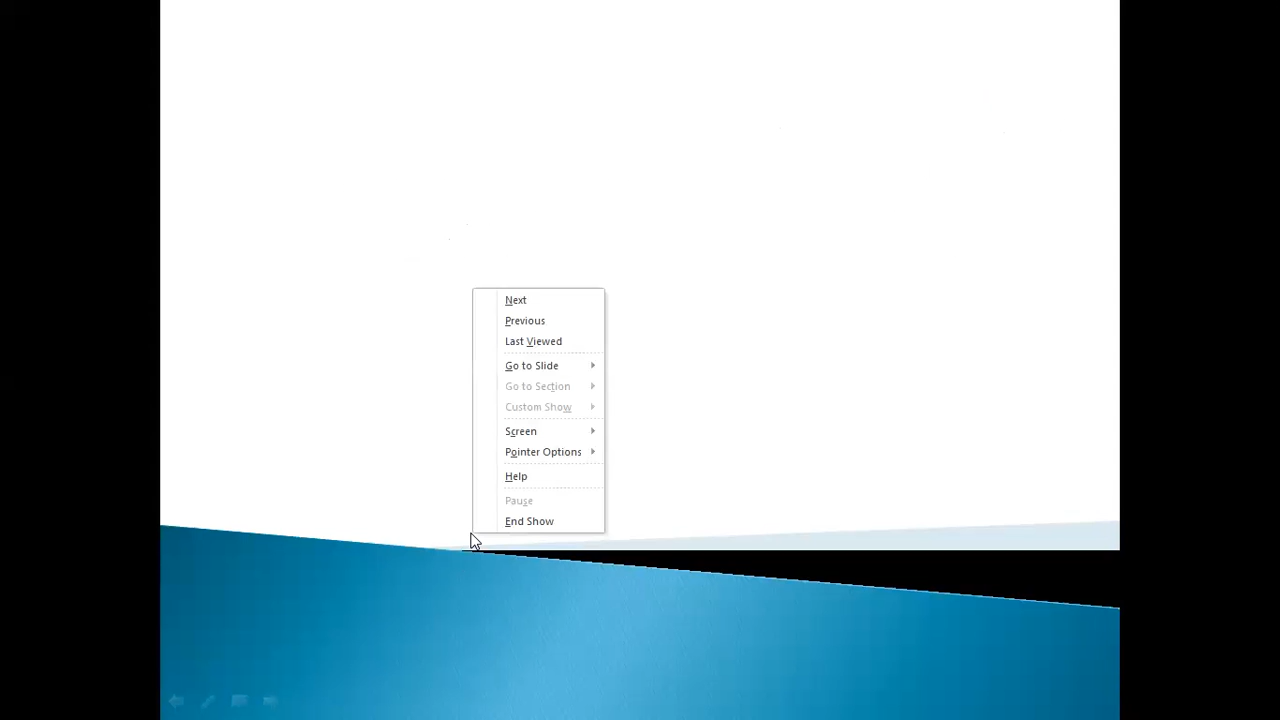 Next
Previous
Last Viewed
Go to Slide
Go to Section
Custom Show
Screen
Pointer Options
Help
Pause
End Show